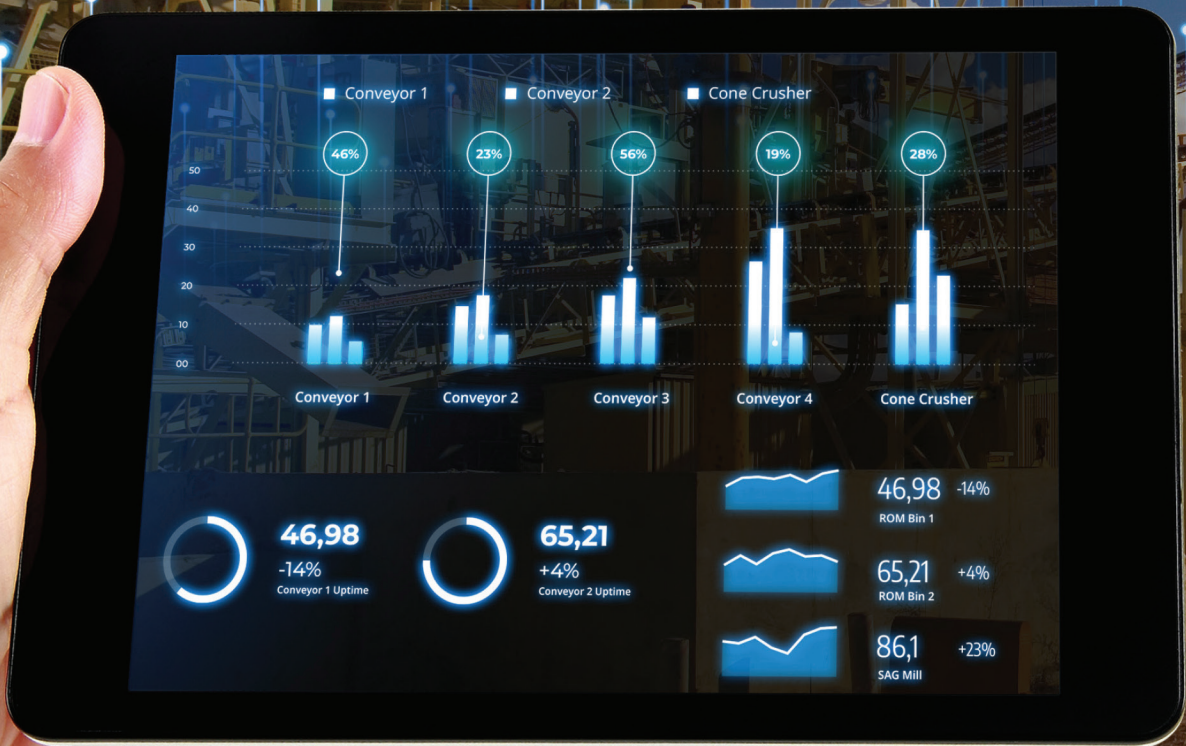 Conveyor 1 Conveyor 2 Cone Crusher
46% 23% 56% 19% 28%
50
40
30
20
10
00
Conveyor 1 Conveyor 2 Conveyor 3 Conveyor 4 Cone Crusher
46,98
-14%
Conveyor 1 Uptime
65,21
+4%
Conveyor 2 Uptime
46,98 -14%
ROM Bin 1
65,21 +4%
ROM Bin 2
86,1 +23%
SAG Mill